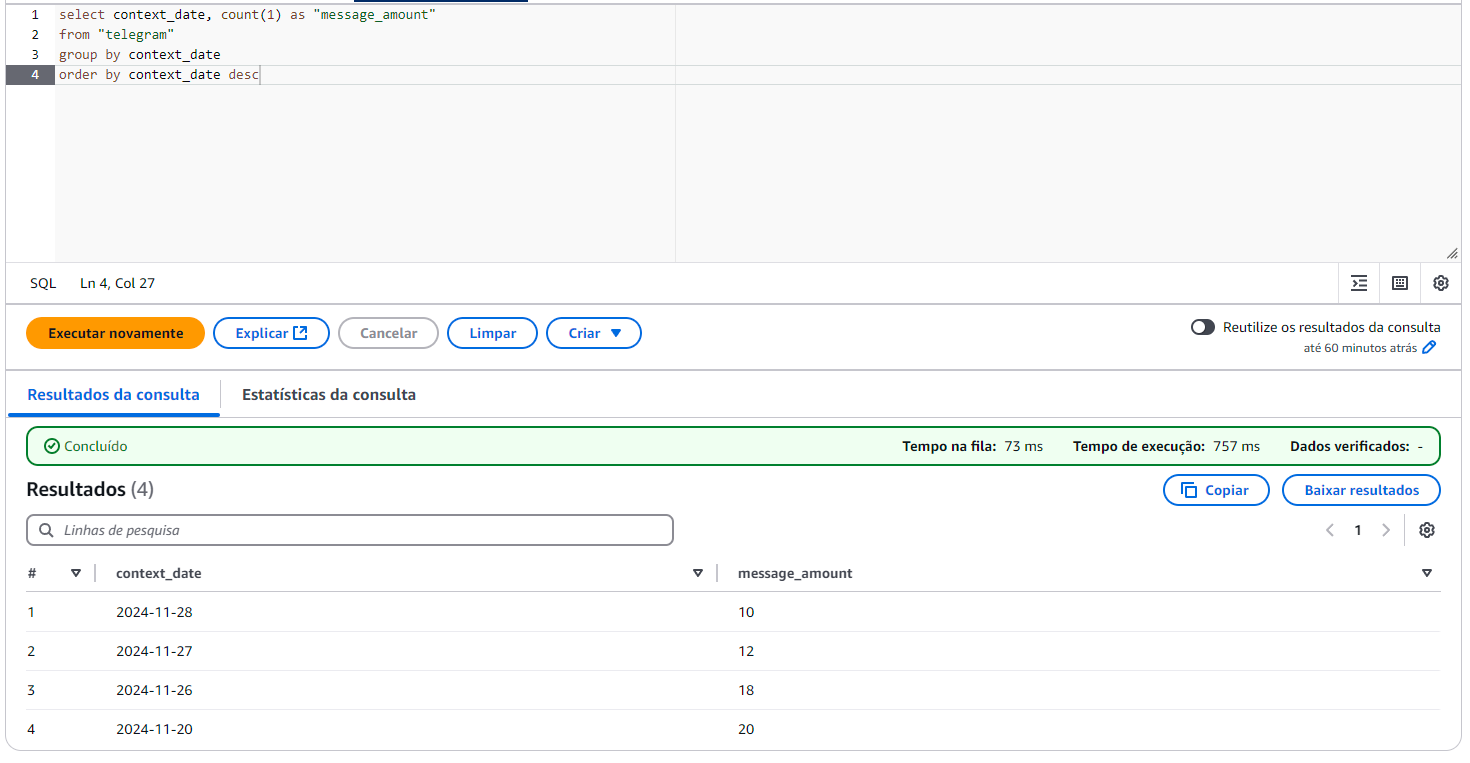 1 select context_date, count(1) as "message_amount"
2 from "telegram"
3 group by context_date
4 order by context_date desc
SQL Ln 4, Col 27
Executar novamente Explicar Cancelar Limpar Criar Reutilize os resultados da consulta
até 60 minutos atrás
Resultados da consulta Estatísticas da consulta
Concluído Tempo na fila: 73 ms Tempo de execução: 757 ms Dados verificados: -
Resultados (4) Copiar Baixar resultados
Linhas de pesquisa 1
# context_date message_amount
1 2024-11-28 10
2 2024-11-27 12
3 2024-11-26 18
4 2024-11-20 20